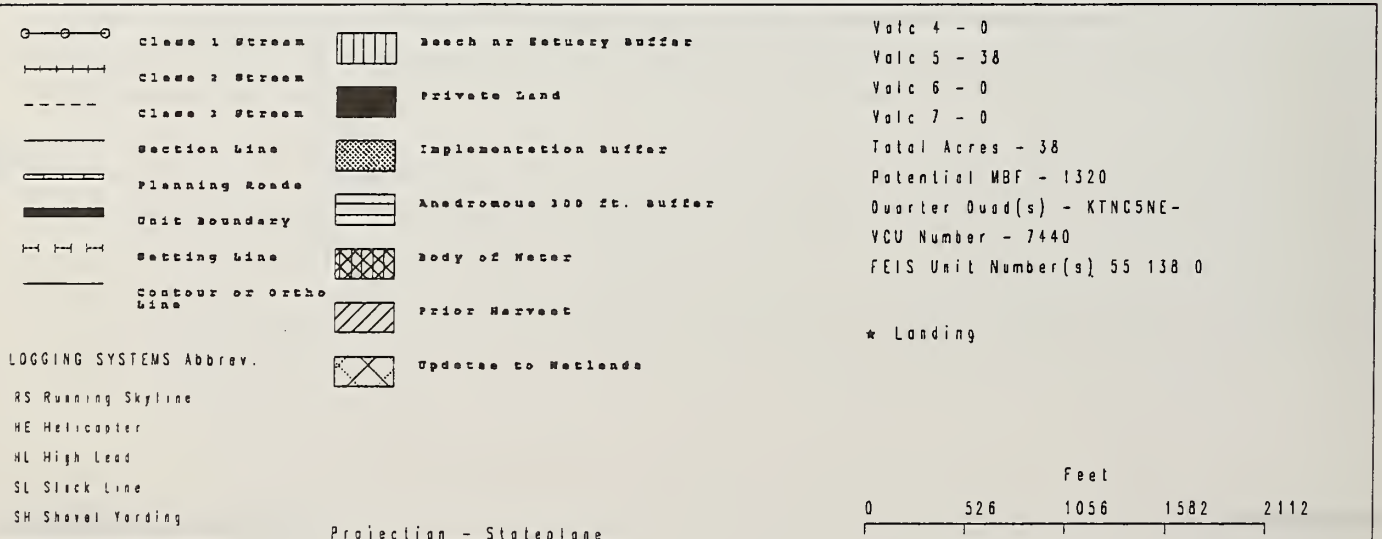 Class 1 Stream
Class 2 Stream
Class 3 Stream
Section Line
Planning Roads
Unit Boundary
Setting Line
Contour or Ortho
Line
LOGGING SYSTEMS Abbrev.
RS Running Skyline
HE Helicopter
HL High Lead
SL Slack Line
SH Shovel Yarding
Beach or Estuary Buffer
Private Land
Implementation Buffer
Anadromous 100 ft. Buffer
Body of Water
Prior Harvest
Updates to Wetlands
Projection - Stateplane
Valc 4 - 0
Valc 5 - 38
Valc 6 - 0
Valc 7 - 0
Total Acres - 38
Potential MBF - 1320
Quarter Quad(s) - KTNC5NE-
VCU Number - 7440
FEIS Unit Number(s) 55 138 0
* Landing
Feet
0 526 1056 1582 2112